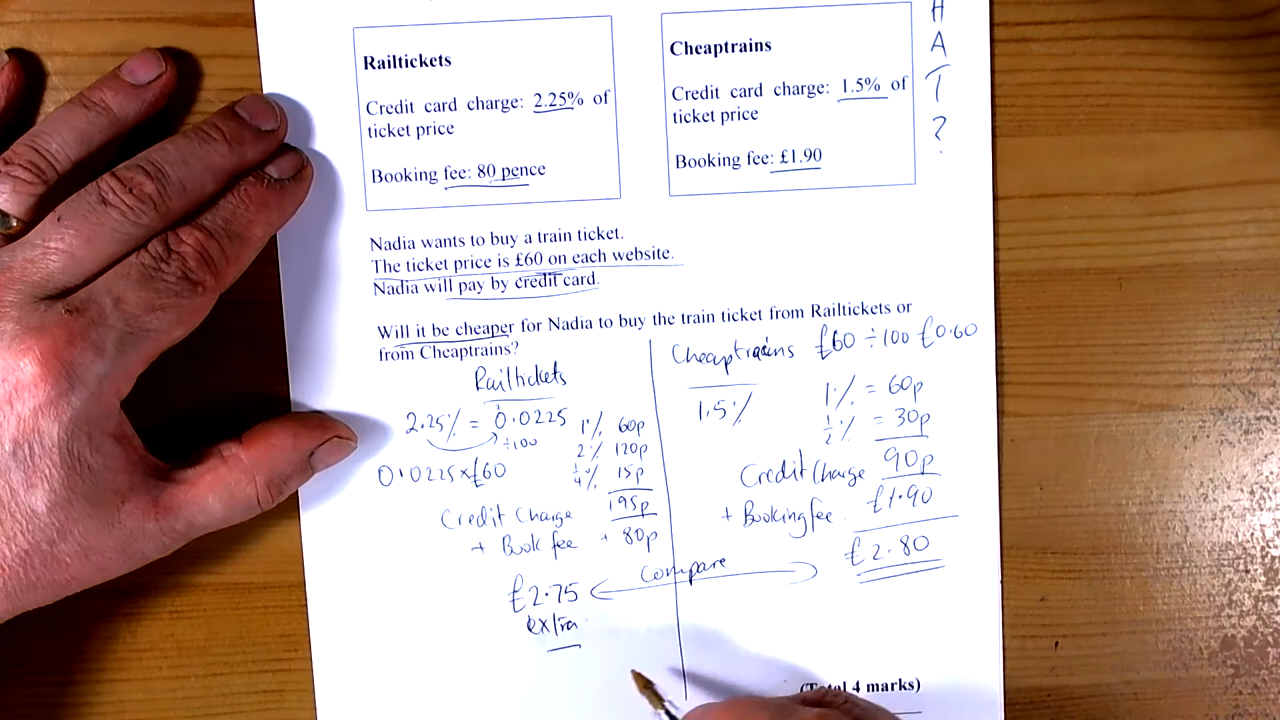 H
A
T
?
Railtickets
Credit card charge: 2.25% of
ticket price
Booking fee: 80 pence
Cheaptrains
Credit card charge: 1.5% of
ticket price
Booking fee: £1.90
Nadia wants to buy a train ticket.
The ticket price is £60 on each website.
Nadia will pay by credit card.
Will it be cheaper for Nadia to buy the train ticket from Railtickets or
from Cheaptrains?
Railtickets
2.25% = 0.0225
÷100
0.0225×£60
1% 60p
2% 120p
1/4% 15p
195p
Credit Charge
+ Book fee + 80p
£2.75
extra
Compare
Cheaptrains £60 ÷100 £0.60
1.5%
1% = 60p
1/2% = 30p
Credit Charge 90p
+ Booking fee £1.90
£2.80
(Total 4 marks)